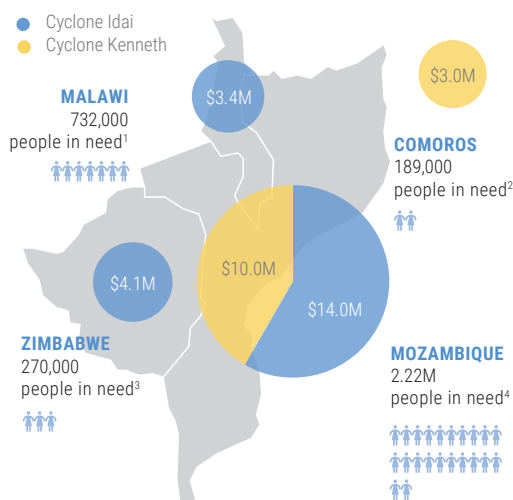 Cyclone Idai
Cyclone Kenneth
MALAWI
732,000
people in need¹
$3.4M
$3.0M
COMOROS
189,000
people in need²
$10.0M
$14.0M
$4.1M
ZIMBABWE
270,000
people in need³
MOZAMBIQUE
2.22M
people in need⁴